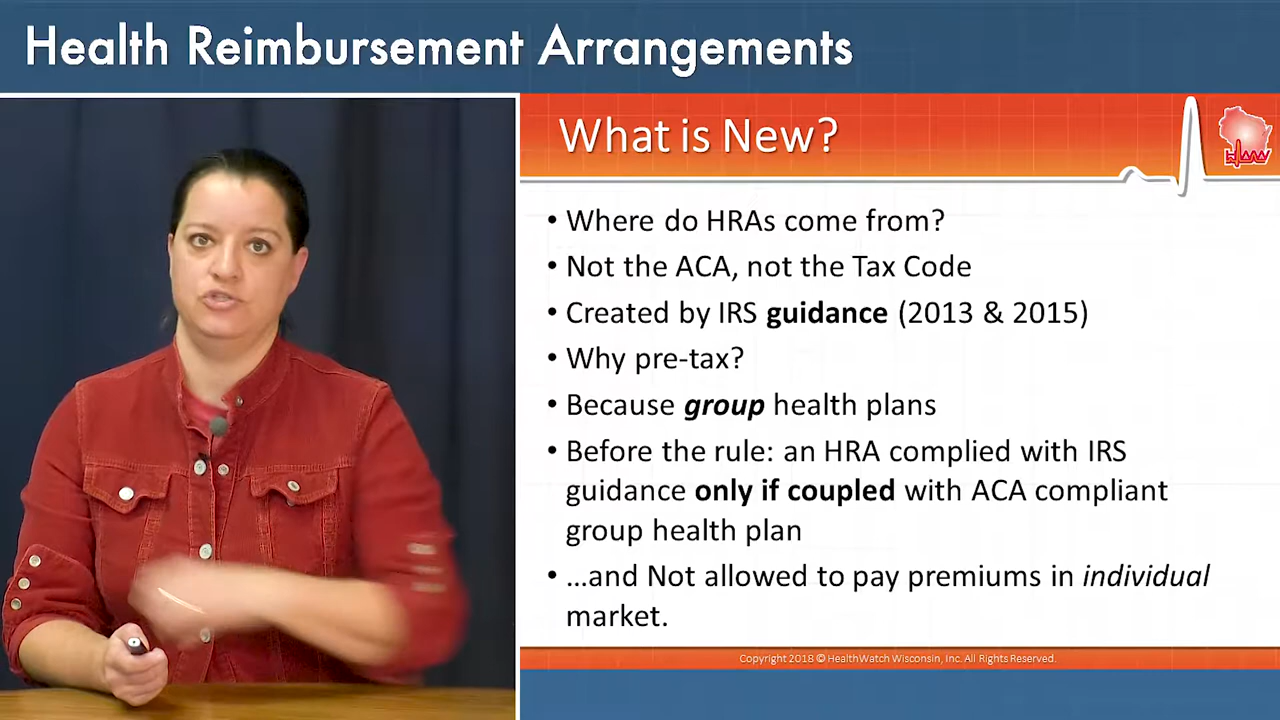 Health Reimbursement Arrangements
What is New?
• Where do HRAs come from?
• Not the ACA, not the Tax Code
• Created by IRS guidance (2013 & 2015)
• Why pre-tax?
• Because group health plans
• Before the rule: an HRA complied with IRS
guidance only if coupled with ACA compliant
group health plan
• ...and Not allowed to pay premiums in individual
market.
Copyright 2018 © HealthWatch Wisconsin, Inc. All Rights Reserved.